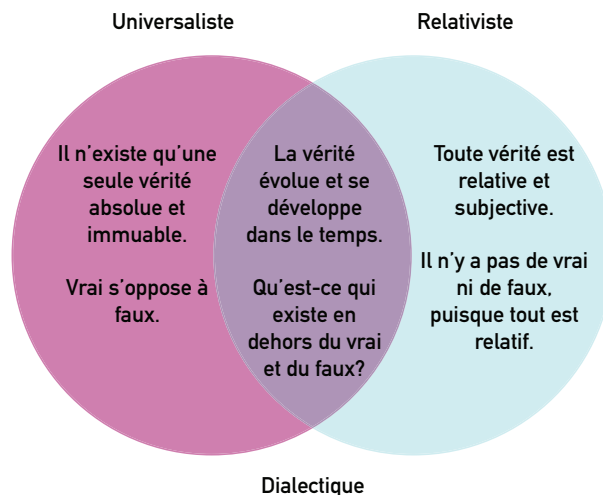 Universaliste
Relativiste
Il n'existe qu'une
seule vérité
absolue et
immuable.
Vrai s'oppose à
faux.
La vérité
évolue et se
développe
dans le temps.
Qu'est-ce qui
existe en
dehors du vrai
et du faux?
Toute vérité est
relative et
subjective.
Il n'y a pas de vrai
ni de faux,
puisque tout est
relatif.
Dialectique